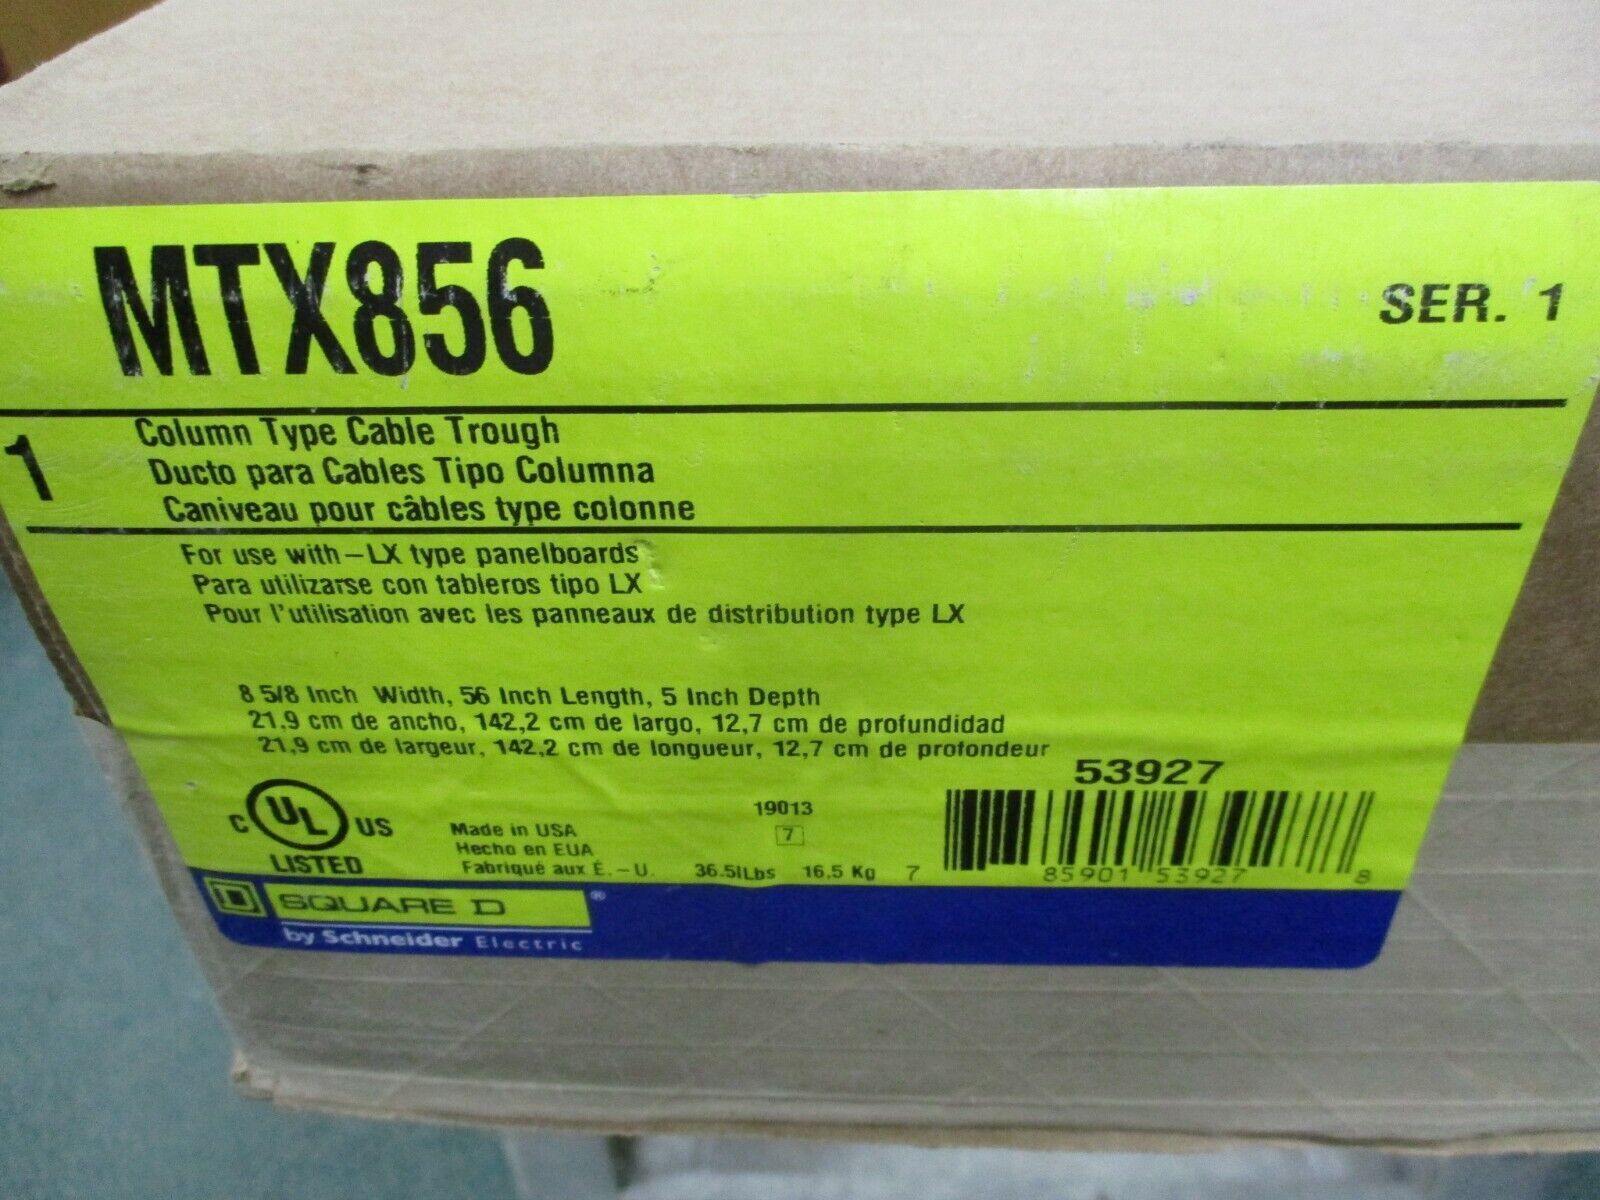 MTX856
SER. 1
1
Column Type Cable Trough
Ducto para Cables Tipo Columna
Caniveau pour câbles type colonne
For use with –LX type panelboards
Para utilizarse con tableros tipo LX
Pour l'utilisation avec les panneaux de distribution type LX
8 5/8 Inch Width, 56 Inch Length, 5 Inch Depth
21,9 cm de ancho, 142,2 cm de largo, 12,7 cm de profundidad
21,9 cm de largeur, 142,2 cm de longueur, 12,7 cm de profondeur
53927
C UL US
LISTED
Made in USA
Hecho en EUA
Fabriqué aux É.-U.
19013
7
36.5lLbs 16.5 Kg
7 85901 53927 8
D SQUARE D ®
by Schneider Electric